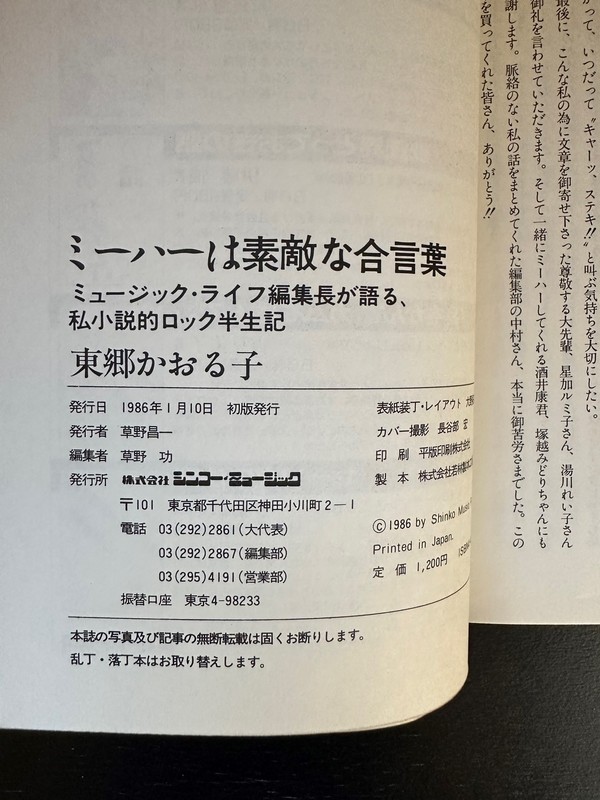 ミーハーは素敵な合言葉
ミュージック・ライフ編集長が語る、
私小説的ロック半生記
東郷かおる子
発行日　1986年1月10日　初版発行
発行者　草野昌一
編集者　草野　功
発行所　株式会社 シンコー・ミュージック
〒101　東京都千代田区神田小川町2−1
電話　03(292)2861(大代表)
03(292)2867(編集部)
03(295)4191(営業部)
振替口座　東京4-98233
表紙装丁・レイアウト
カバー撮影　長谷部　宏
印　刷　平版印刷株式会社
製　本　株式会社
©1986 by Shinko
Printed in Japan.
定　価　1,200円
本誌の写真及び記事の無断転載は固くお断りします。
乱丁・落丁本はお取り替えします。
って、いつだって〝キャーッ、ステキ!!〟と叫ぶ気持ちを大切にしたい。
最後に、こんな私の為に文章を御寄せ下さった尊敬する大先輩、星加ルミ子さん、湯川れい子さん
御礼を言わせていただきます。そして一緒にミーハーしてくれる酒井康君、塚越みどりちゃんにも
謝します。脈絡のない私の話をまとめてくれた編集部の中村さん、本当に御苦労さまでした。この
を買ってくれた皆さん、ありがとう!!